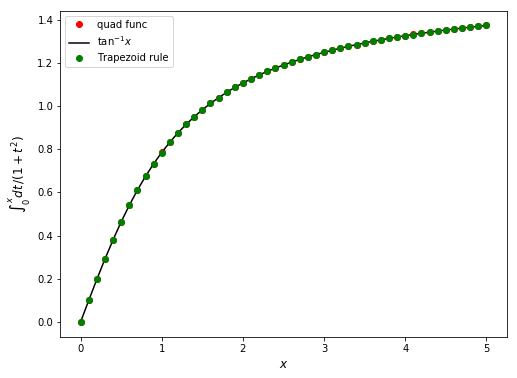 quad func
tan⁻¹x
Trapezoid rule
1.4
1.2
1.0
0.8
0.6
0.4
0.2
0.0
∫₀ˣ dt/(1 + t²)
0 1 2 3 4 5
x